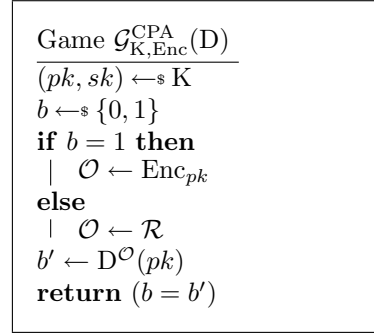 Game 𝒢^CPA_K,Enc(D)
(pk, sk) ←$ K
b ←$ {0, 1}
if b = 1 then
𝒪 ← Enc_pk
else
𝒪 ← ℛ
b′ ← D^𝒪(pk)
return (b = b′)